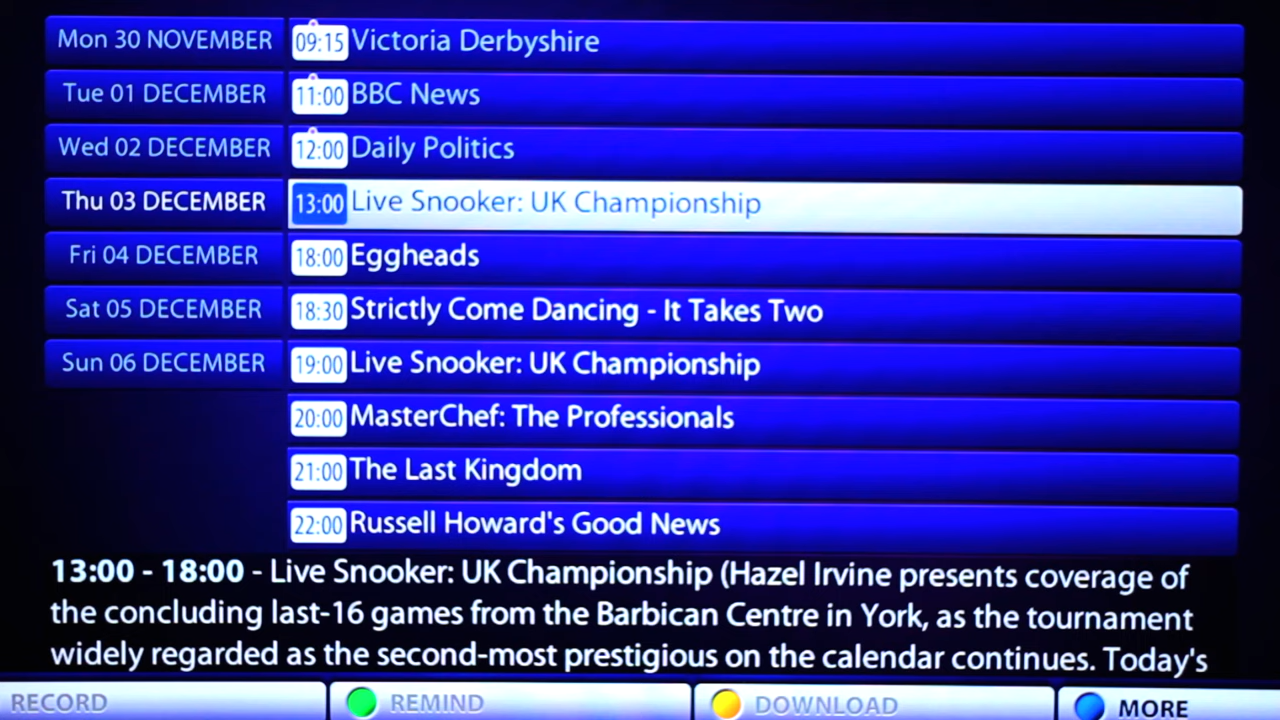 Mon 30 NOVEMBER 09:15 Victoria Derbyshire
Tue 01 DECEMBER 11:00 BBC News
Wed 02 DECEMBER 12:00 Daily Politics
Thu 03 DECEMBER 13:00 Live Snooker: UK Championship
Fri 04 DECEMBER 18:00 Eggheads
Sat 05 DECEMBER 18:30 Strictly Come Dancing - It Takes Two
Sun 06 DECEMBER 19:00 Live Snooker: UK Championship
20:00 MasterChef: The Professionals
21:00 The Last Kingdom
22:00 Russell Howard's Good News
13:00 - 18:00 - Live Snooker: UK Championship (Hazel Irvine presents coverage of
the concluding last-16 games from the Barbican Centre in York, as the tournament
widely regarded as the second-most prestigious on the calendar continues. Today's
RECORD REMIND DOWNLOAD MORE